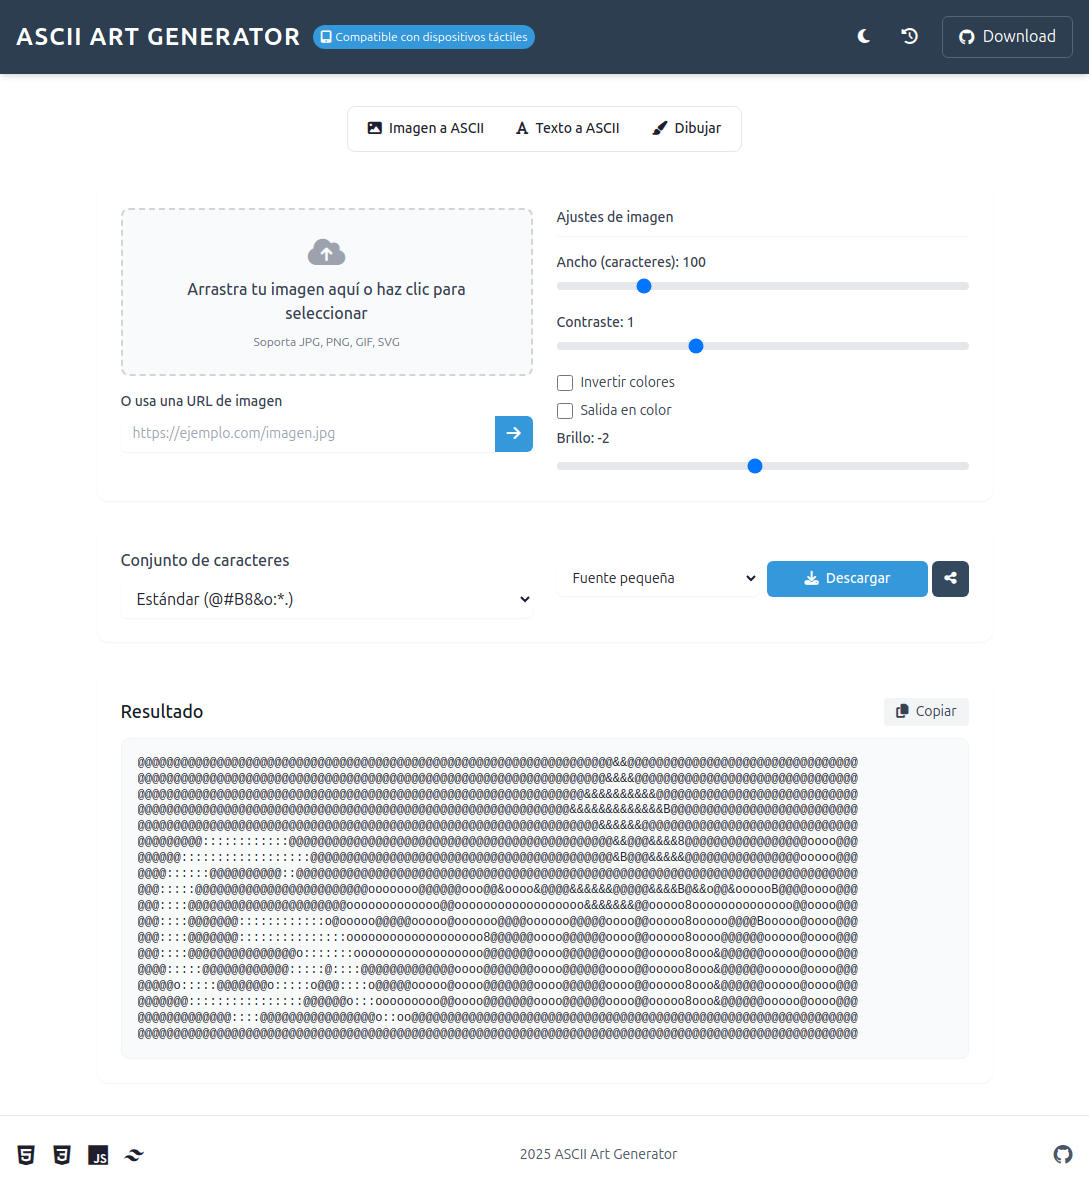 ASCII ART GENERATOR
Compatible con dispositivos táctiles
Download
Imagen a ASCII
Texto a ASCII
Dibujar
Arrastra tu imagen aquí o haz clic para
seleccionar
Soporta JPG, PNG, GIF, SVG
O usa una URL de imagen
https://ejemplo.com/imagen.jpg
Ajustes de imagen
Ancho (caracteres): 100
Contraste: 1
Invertir colores
Salida en color
Brillo: -2
Conjunto de caracteres
Estándar (@#B8&o:*.)
Fuente pequeña
Descargar
Resultado
Copiar
2025 ASCII Art Generator